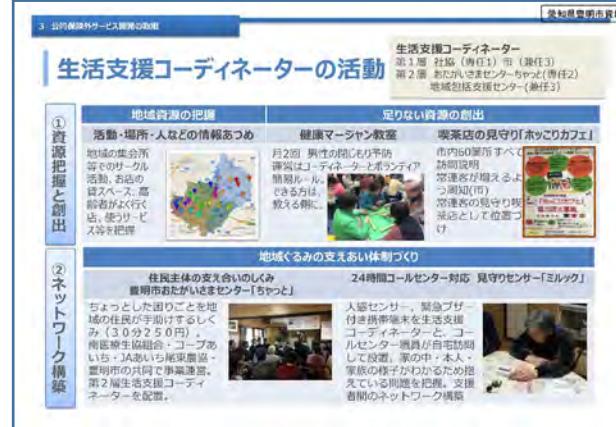 愛知県豊明市資
3 公的保険外サービス開発の取組
生活支援コーディネーターの活動
生活支援コーディネーター
第1層 社協(専任1)市(兼任3)
第2層 おたがいさまセンターちゃっと(専任2)
地域包括支援センター(兼任3)
①資源把握と創出
地域資源の把握
活動・場所・人などの情報あつめ
地域の集会所
等でのサークル
活動、お店の
貸スペース、高
齢者がよく行く
店、使うサービ
ス等を把握
足りない資源の創出
健康マージャン教室
月2回 男性の閉じこもり予防
運営はコーディネーターとボランティア
簡易ルール。
できる方は、
教える側に。
喫茶店の見守り「ホッこりカフェ」
市内60箇所すべて
訪問説明
常連客が増えるよ
う周知(市)
常連客の見守り喫
茶店として位置づ
け
②ネットワーク構築
地域ぐるみの支えあい体制づくり
住民主体の支え合いのしくみ
豊明市おたがいさまセンター「ちゃっと」
ちょっとした困りごとを地
域の住民が手助けするしく
み(30分250円)。
南医療生協組合・コープあ
いち・JAあいち尾東農協・
豊明市の共同で事業運営。
第2層生活支援コーディ
ネーターを配置。
24時間コールセンター対応 見守りセンサー「ミルック」
人感センサー、緊急ブザー
付き携帯端末を生活支援
コーディネーターと、コー
ルセンター職員が自宅訪問
して設置。家の中・本人・
家族の様子がわかるため抱
えている問題を把握。支援
者間のネットワーク構築